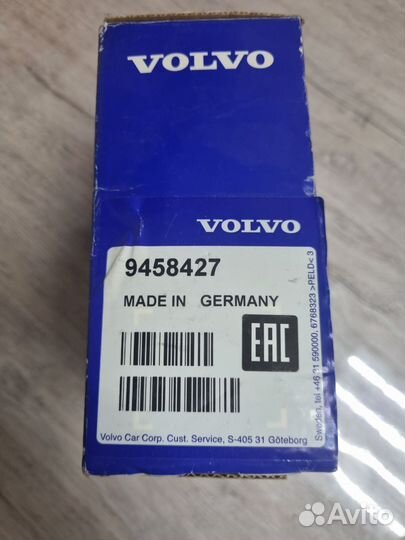 VOLVO
VOLVO
9458427
MADE IN GERMANY
EAC
Volvo Car Corp. Cust. Service, S-405 31 Göteborg
Sweden, tel +46 31 590000, 6768323 >PELD< 3
Avito